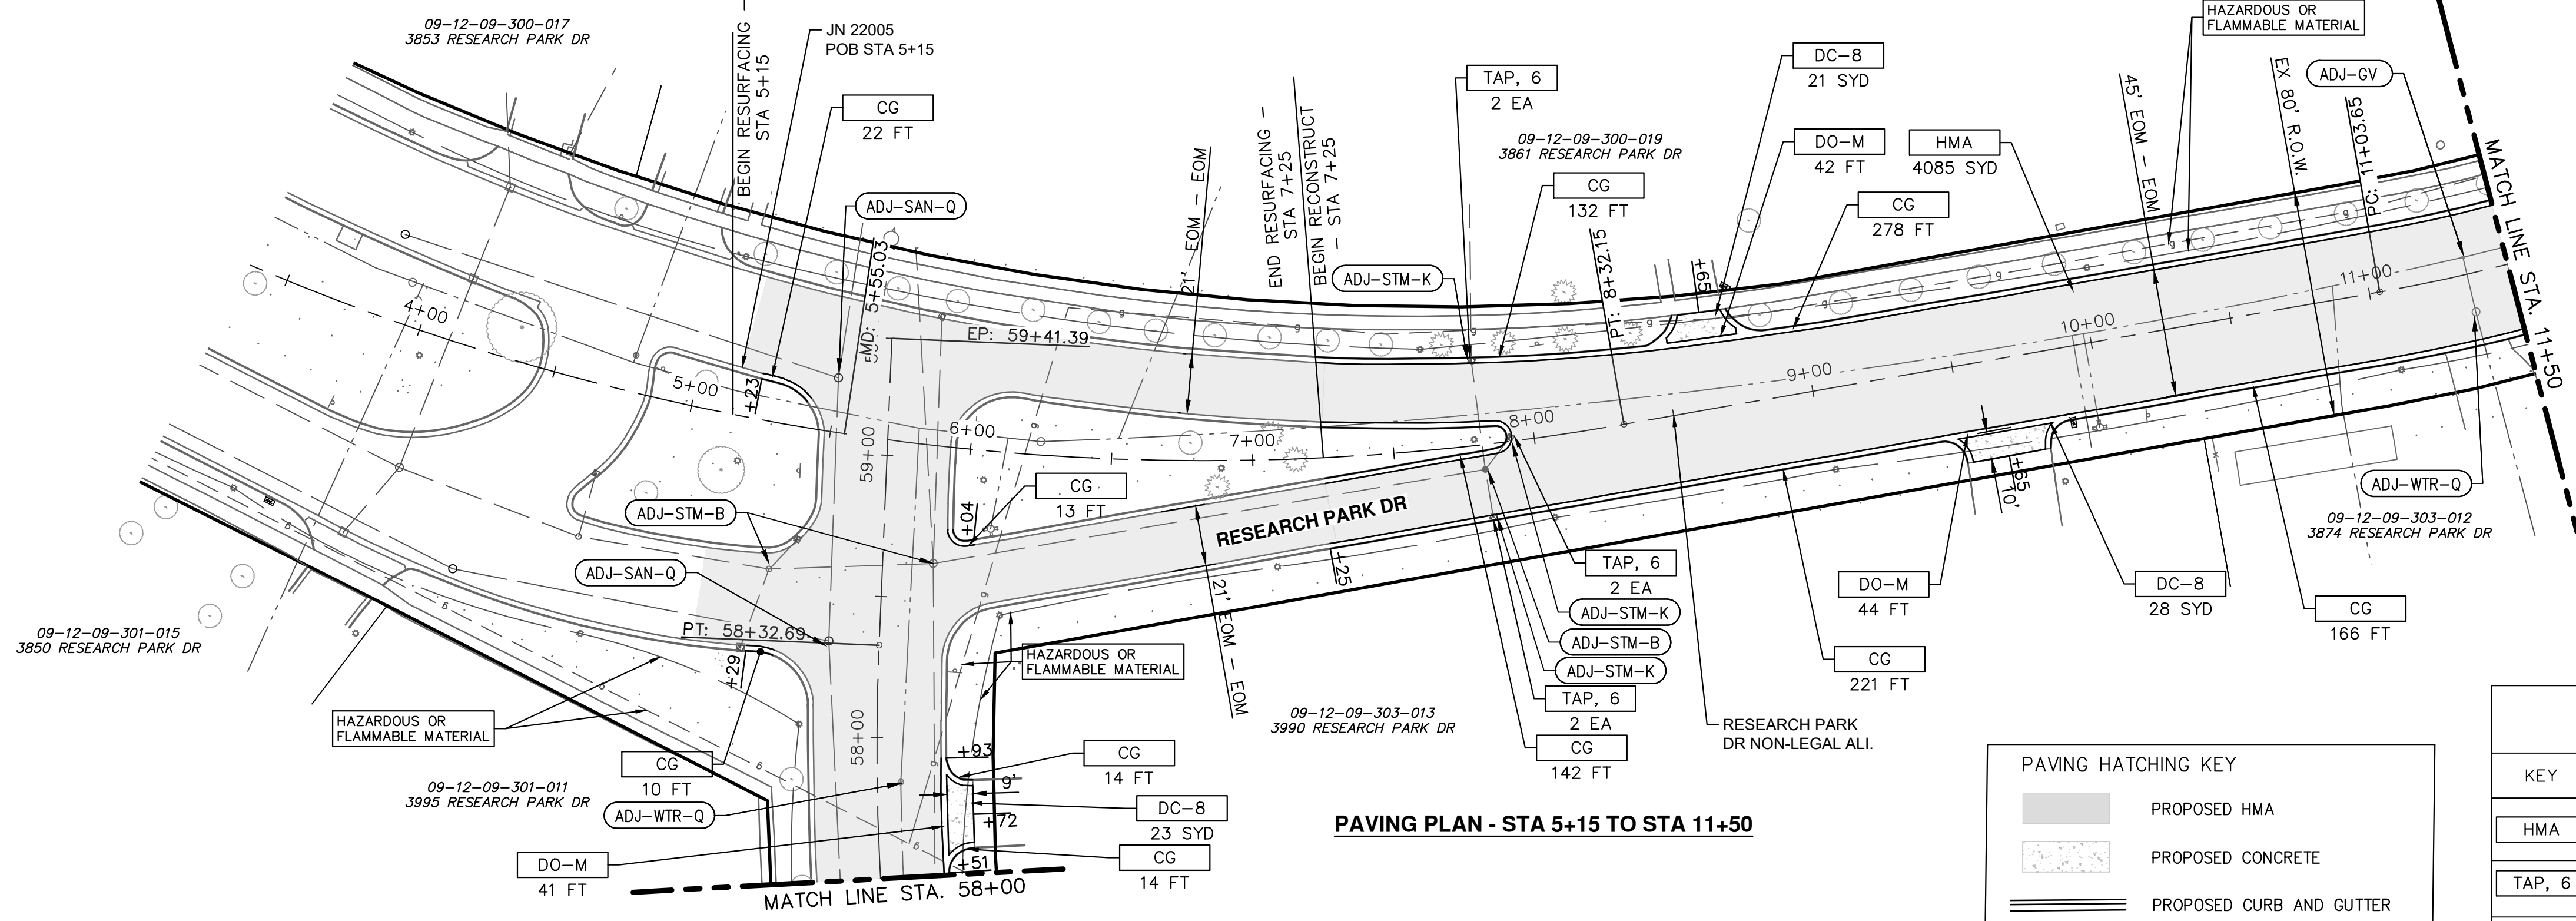 09-12-09-300-017
3853 RESEARCH PARK DR
BEGIN RESURFACING -
STA 5+15
JN 22005
POB STA 5+15
CG
22 FT
ADJ-SAN-Q
MD: 5+55.03
EP: 59+41.39
21' EOM - EOM
END RESURFACING -
STA 7+25
BEGIN RECONSTRUCT
- STA 7+25
TAP, 6
2 EA
ADJ-STM-K
09-12-09-300-019
3861 RESEARCH PARK DR
CG
132 FT
PT: 8+32.15
DC-8
21 SYD
DO-M
42 FT
+65
HMA
4085 SYD
CG
278 FT
45' EOM - EOM
HAZARDOUS OR
FLAMMABLE MATERIAL
EX 80' R.O.W.
PC: 11+03.65
ADJ-GV
MATCH LINE STA. 11+50
4+00
5+00
6+00
7+00
8+00
9+00
10+00
11+00
+23
59+00
58+00
ADJ-STM-B
ADJ-SAN-Q
PT: 58+32.69
+29
+04
CG
13 FT
RESEARCH PARK DR
21' EOM - EOM
+25
TAP, 6
2 EA
ADJ-STM-K
ADJ-STM-B
ADJ-STM-K
TAP, 6
2 EA
CG
142 FT
RESEARCH PARK
DR NON-LEGAL ALI.
CG
221 FT
DO-M
44 FT
+65
10'
DC-8
28 SYD
CG
166 FT
ADJ-WTR-Q
09-12-09-303-012
3874 RESEARCH PARK DR
09-12-09-301-015
3850 RESEARCH PARK DR
HAZARDOUS OR
FLAMMABLE MATERIAL
HAZARDOUS OR
FLAMMABLE MATERIAL
09-12-09-303-013
3990 RESEARCH PARK DR
CG
10 FT
09-12-09-301-011
3995 RESEARCH PARK DR
ADJ-WTR-Q
+93
9'
+72
+51
CG
14 FT
DC-8
23 SYD
CG
14 FT
DO-M
41 FT
MATCH LINE STA. 58+00
PAVING PLAN - STA 5+15 TO STA 11+50
PAVING HATCHING KEY
PROPOSED HMA
PROPOSED CONCRETE
PROPOSED CURB AND GUTTER
KEY
HMA
TAP, 6